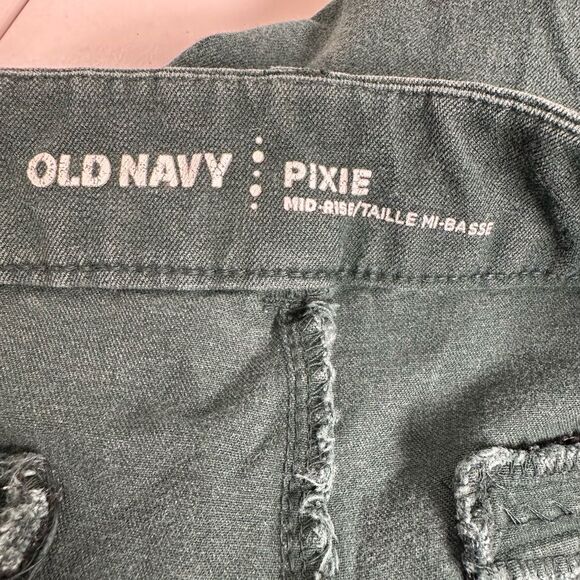 OLD NAVY
PIXIE
MID-RISE/TAILLE MI-BASSE